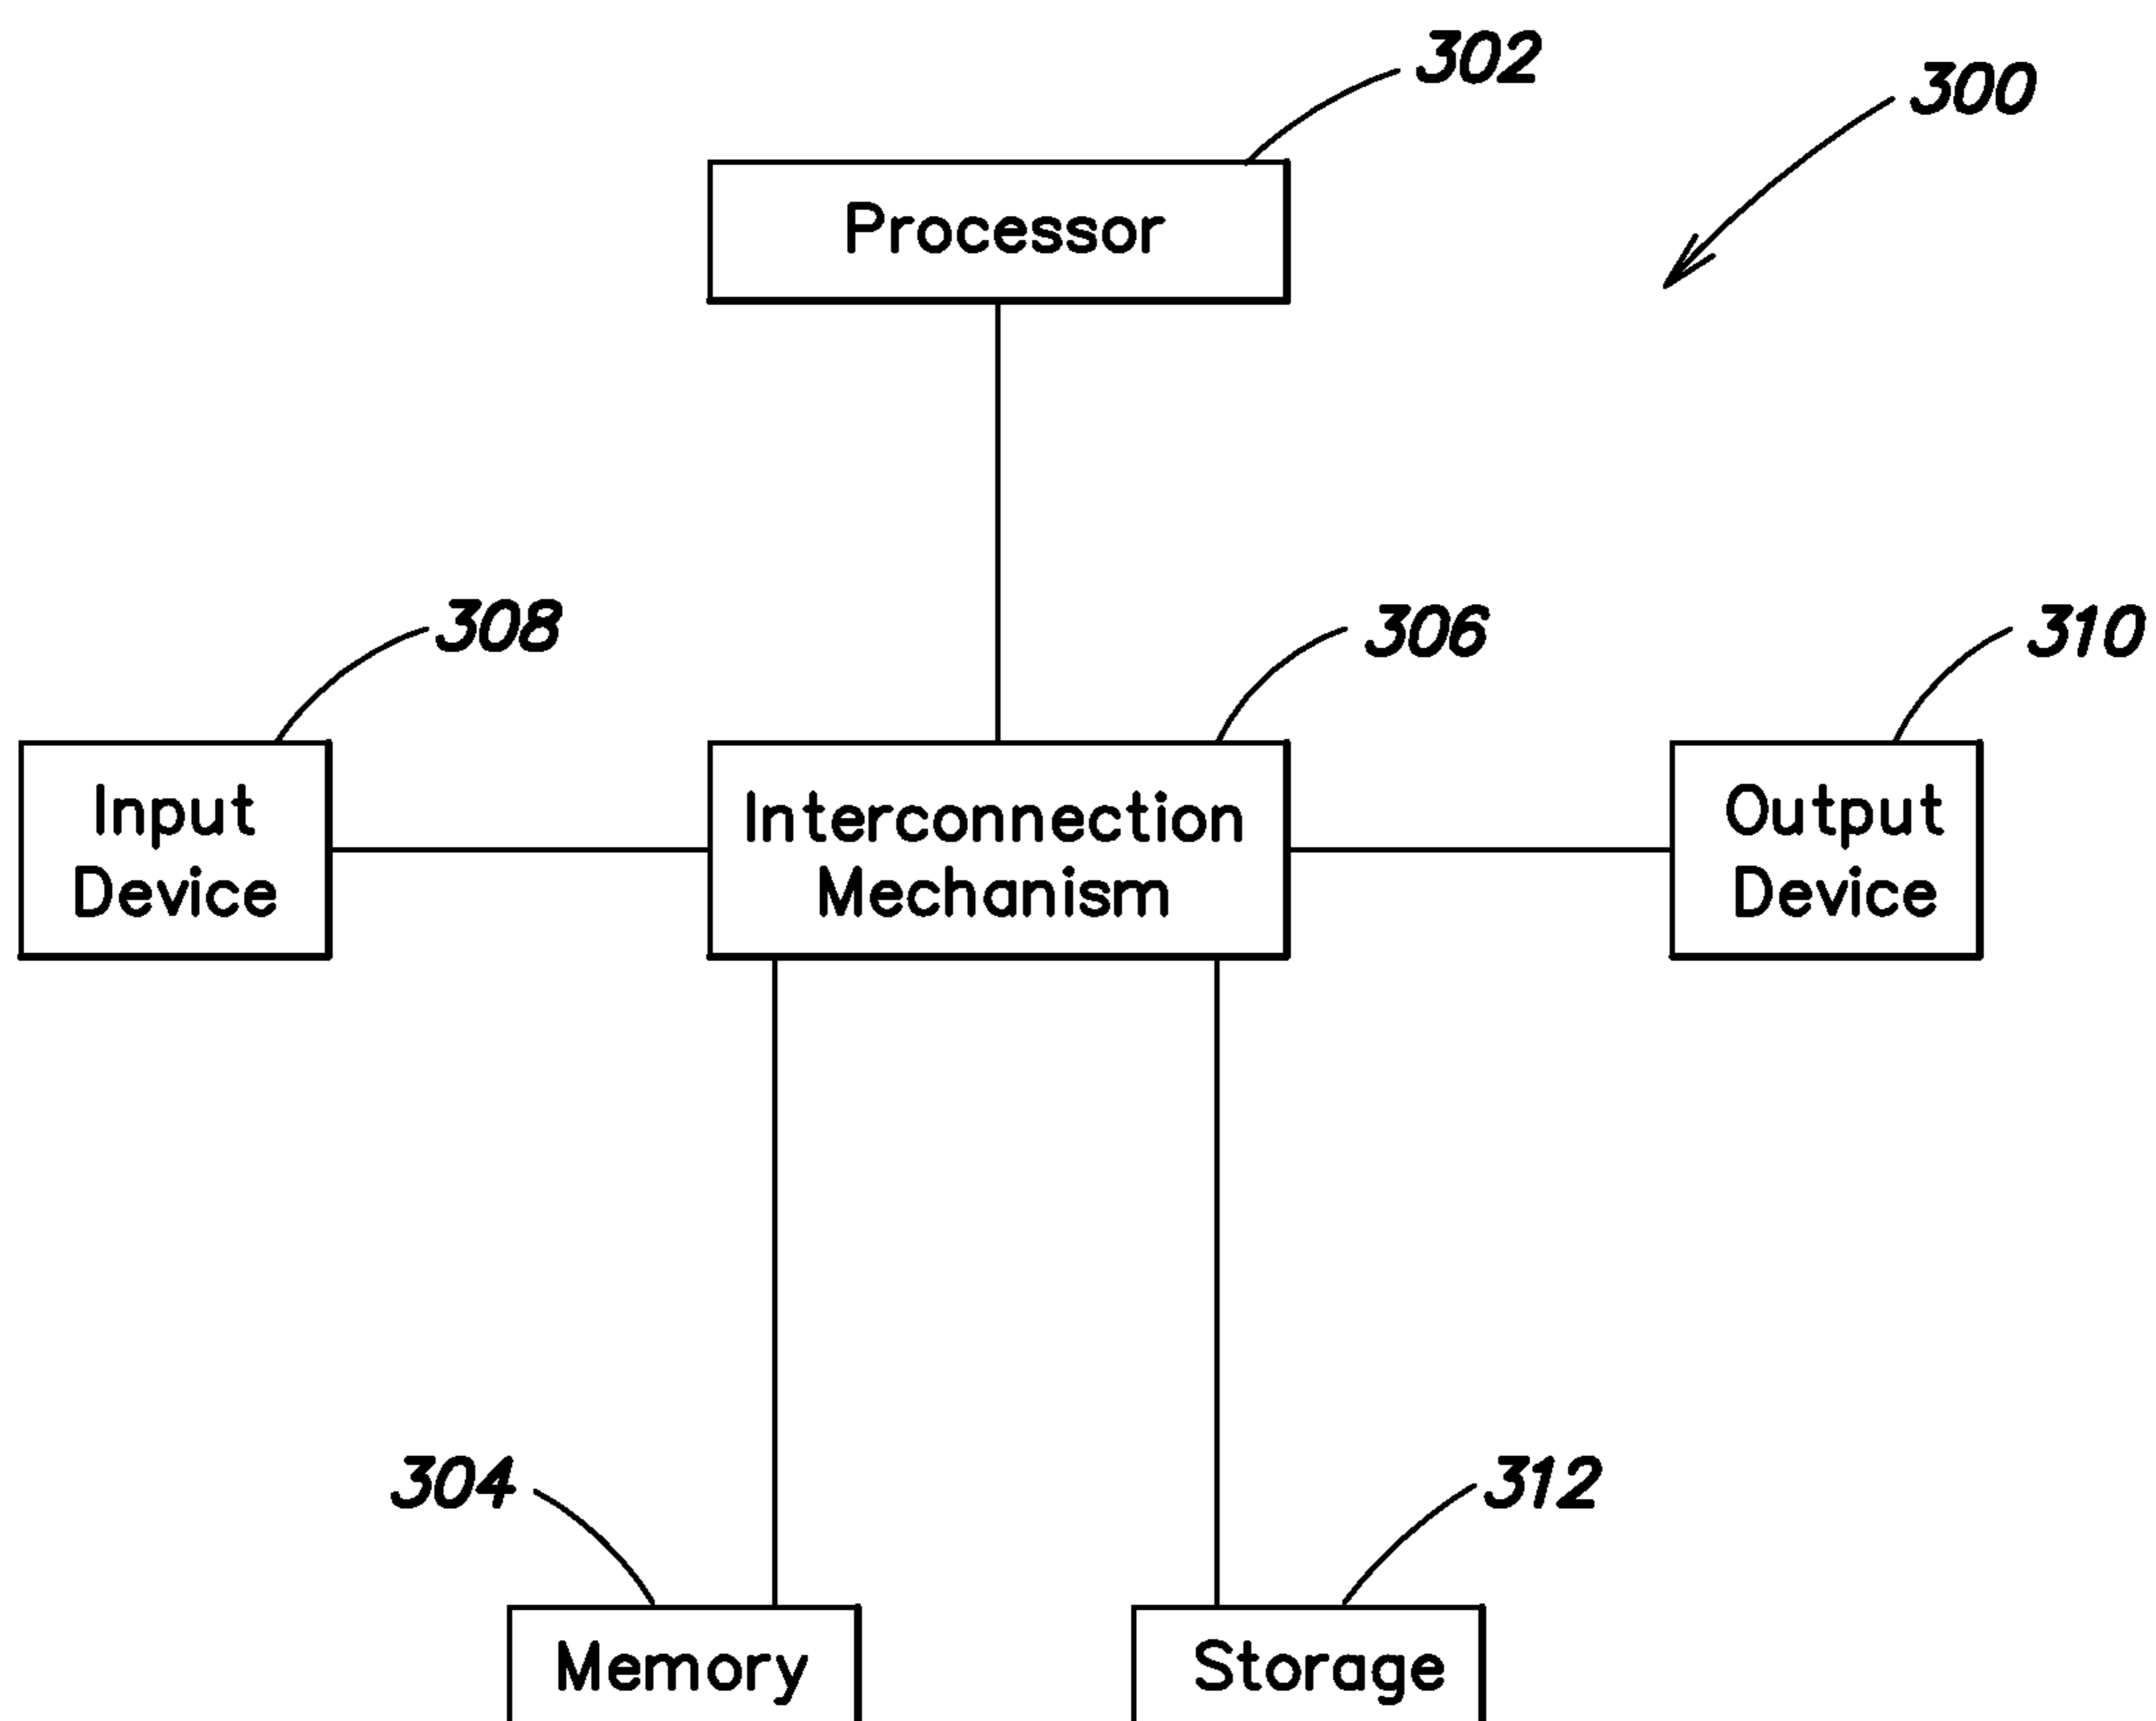 302
300
Processor
308
306
310
Input
Device
Interconnection
Mechanism
Output
Device
304
312
Memory
Storage